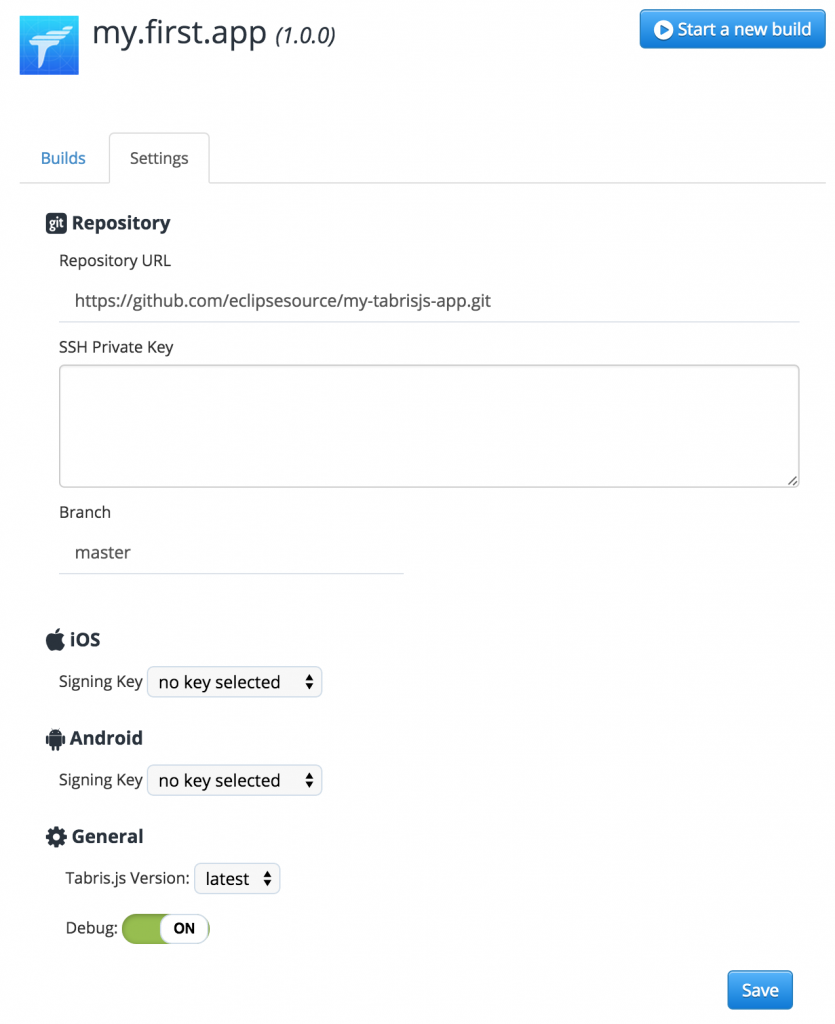 my.first.app (1.0.0)
Start a new build
Builds
Settings
git Repository
Repository URL
https://github.com/eclipsesource/my-tabrisjs-app.git
SSH Private Key
Branch
master
iOS
Signing Key no key selected
Android
Signing Key no key selected
General
Tabris.js Version: latest
Debug: ON
Save